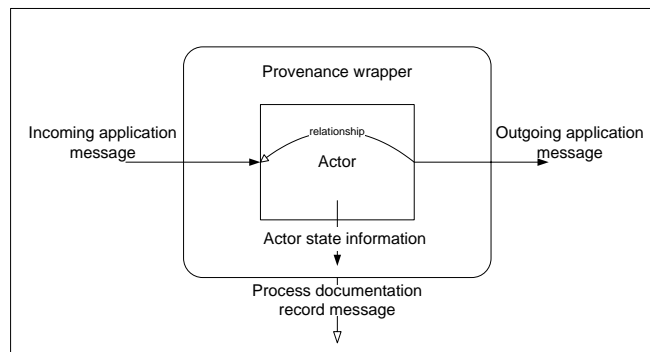 Provenance wrapper
Incoming application
message
relationship
Actor
Outgoing application
message
Actor state information
Process documentation
record message